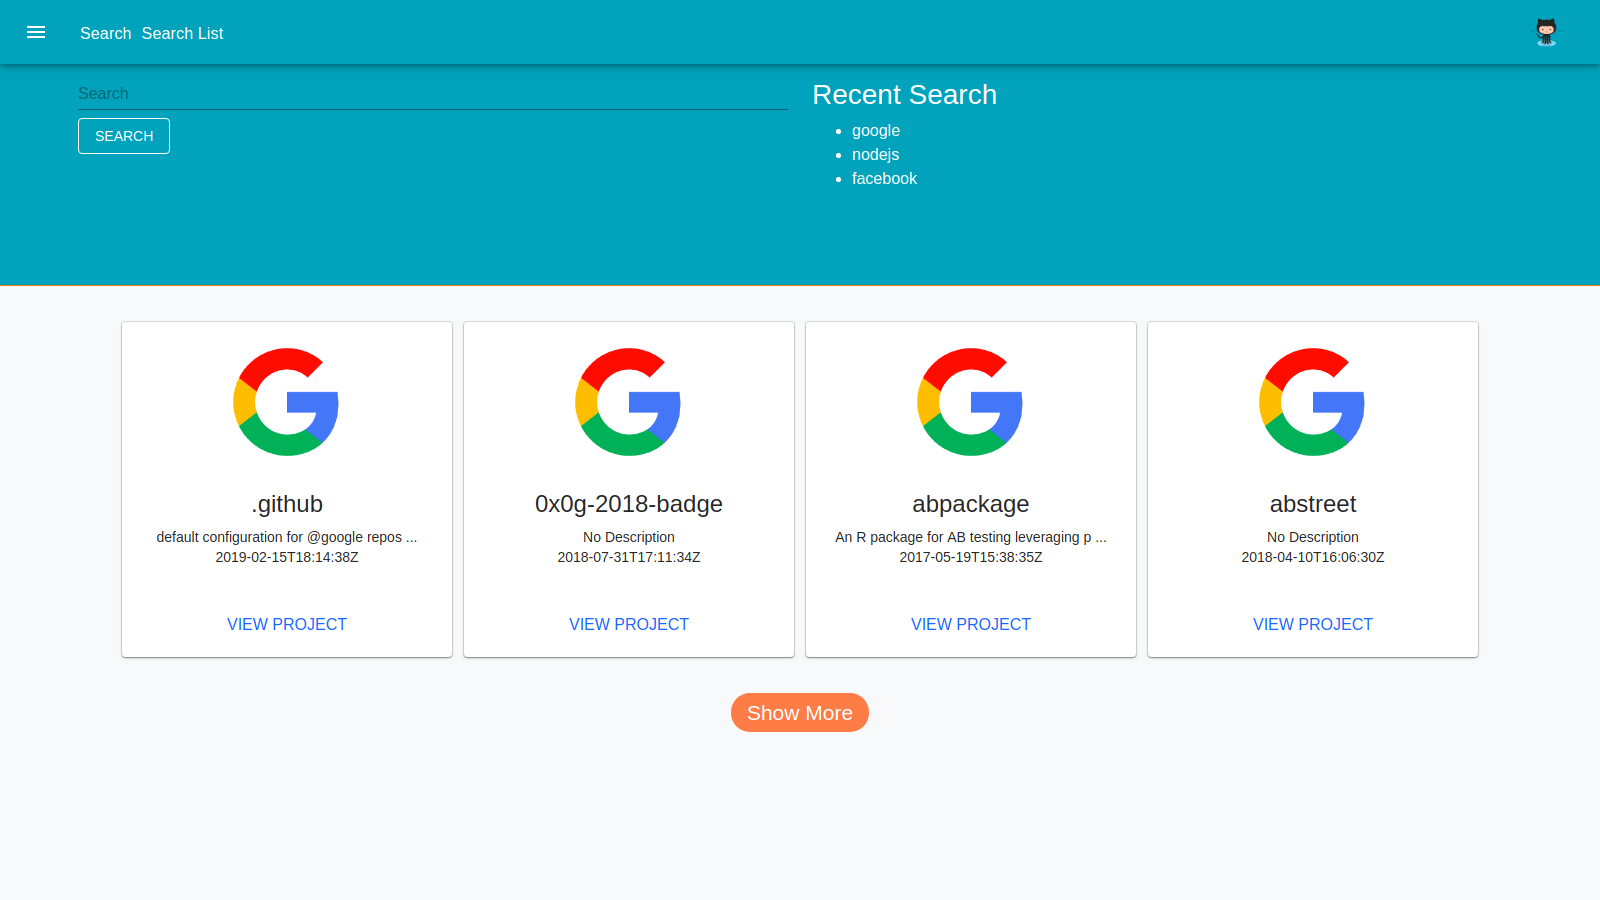 Search Search List
Search
SEARCH
Recent Search
google
nodejs
facebook
.github
default configuration for @google repos ...
2019-02-15T18:14:38Z
VIEW PROJECT
0x0g-2018-badge
No Description
2018-07-31T17:11:34Z
VIEW PROJECT
abpackage
An R package for AB testing leveraging p ...
2017-05-19T15:38:35Z
VIEW PROJECT
abstreet
No Description
2018-04-10T16:06:30Z
VIEW PROJECT
Show More